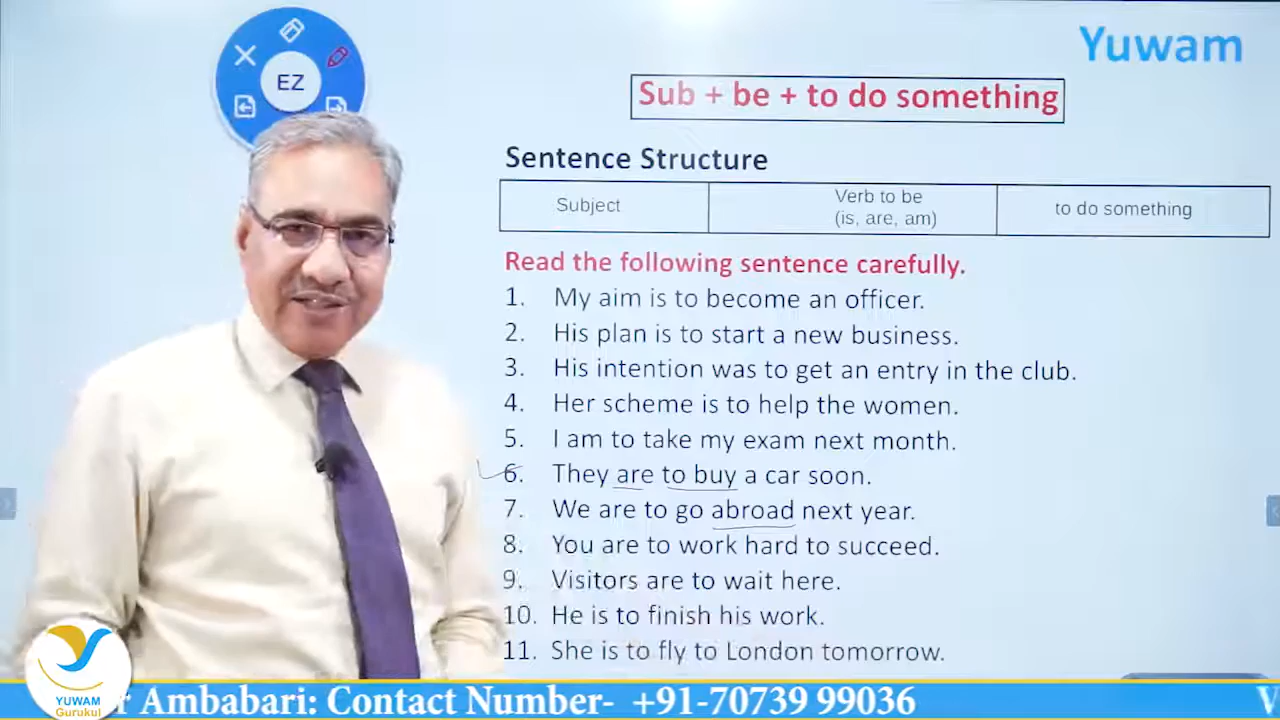 EZ
Yuwam
Sub + be + to do something
Sentence Structure
Subject
Verb to be
(is, are, am)
to do something
Read the following sentence carefully.
1. My aim is to become an officer.
2. His plan is to start a new business.
3. His intention was to get an entry in the club.
4. Her scheme is to help the women.
5. I am to take my exam next month.
6. They are to buy a car soon.
7. We are to go abroad next year.
8. You are to work hard to succeed.
9. Visitors are to wait here.
10. He is to finish his work.
11. She is to fly to London tomorrow.
YUWAM
Gurukul
r Ambabari: Contact Number- +91-70739 99036
V